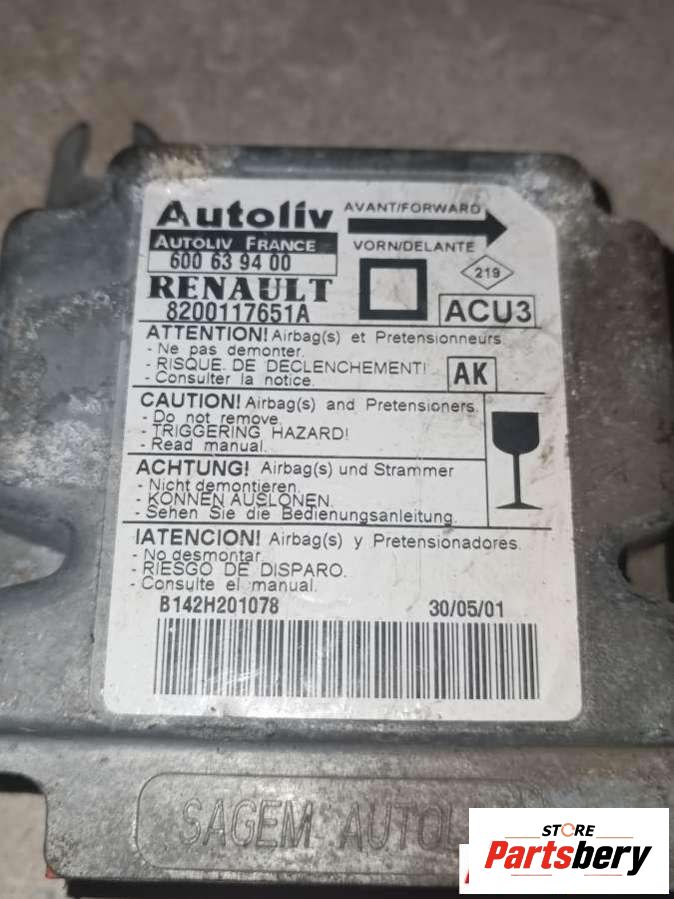 Autoliv
AVANT/FORWARD
AUTOLIV FRANCE
VORN/DELANTE
600 63 94 00
219
RENAULT
8200117651A
ACU3
ATTENTION! Airbag(s) et Pretensionneurs
- Ne pas demonter.
- RISQUE DE DECLENCHEMENT!
- Consulter la notice.
AK
CAUTION! Airbag(s) and Pretensioners
- Do not remove
- TRIGGERING HAZARD!
- Read manual.
ACHTUNG! Airbag(s) und Strammer
- Nicht demontieren.
- KONNEN AUSLONEN.
- Sehen Sie die Bedienungsanleitung.
IATENCION! Airbag(s) y Pretensionadores.
- No desmontar.
- RIESGO DE DISPARO.
- Consulte el manual.
B142H201078 30/05/01
SAGEM AUTOL
STORE
Partsbery